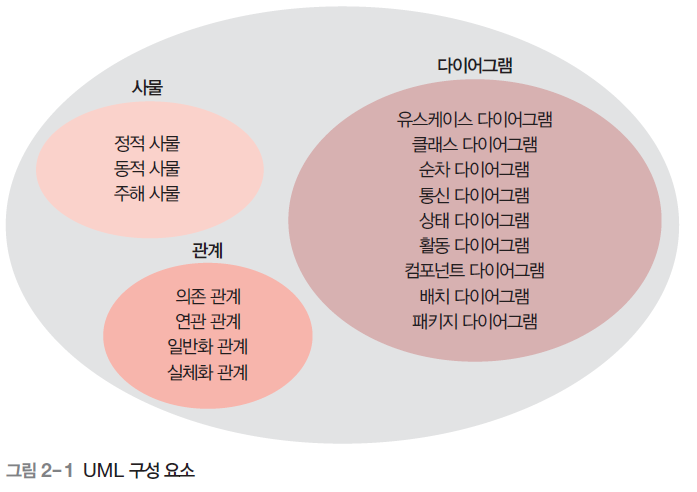 사물
정적 사물
동적 사물
주해 사물
관계
의존 관계
연관 관계
일반화 관계
실체화 관계
다이어그램
유스케이스 다이어그램
클래스 다이어그램
순차 다이어그램
통신 다이어그램
상태 다이어그램
활동 다이어그램
컴포넌트 다이어그램
배치 다이어그램
패키지 다이어그램
그림 2-1 UML 구성 요소